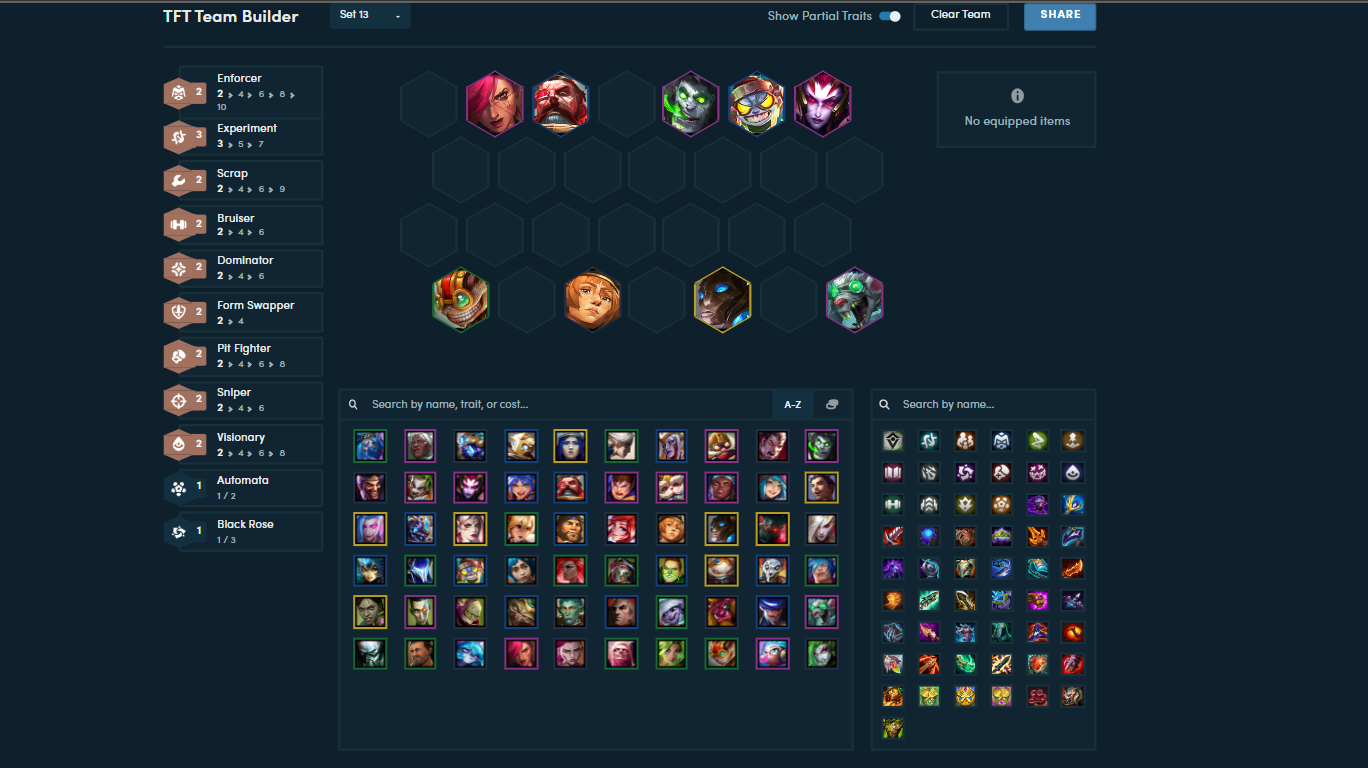 TFT Team Builder
Set 13
Show Partial Traits
Clear Team
SHARE
Enforcer
2
2 > 4 > 6 > 8 >
10
Experiment
3
3 > 5 > 7
Scrap
2
2 > 4 > 6 > 9
Bruiser
2
2 > 4 > 6
Dominator
2
2 > 4 > 6
Form Swapper
2
2 > 4
Pit Fighter
2
2 > 4 > 6 > 8
Sniper
2
2 > 4 > 6
Visionary
2
2 > 4 > 6 > 8
Automata
1
1 / 2
Black Rose
1
1 / 3
No equipped items
Search by name, trait, or cost...
A-Z
Search by name...